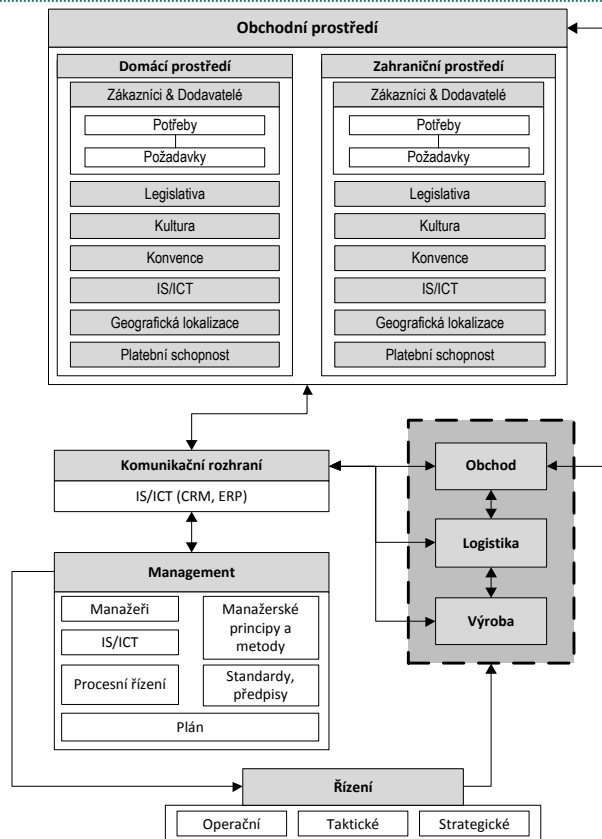 Obchodní prostředí
Domácí prostředí
Zákazníci & Dodavatelé
Potřeby
Požadavky
Legislativa
Kultura
Konvence
IS/ICT
Geografická lokalizace
Platební schopnost
Zahraniční prostředí
Zákazníci & Dodavatelé
Potřeby
Požadavky
Legislativa
Kultura
Konvence
IS/ICT
Geografická lokalizace
Platební schopnost
Komunikační rozhraní
IS/ICT (CRM, ERP)
Obchod
Logistika
Výroba
Management
Manažeři
IS/ICT
Procesní řízení
Manažerské
principy a
metody
Standardy,
předpisy
Plán
Řízení
Operační
Taktické
Strategické